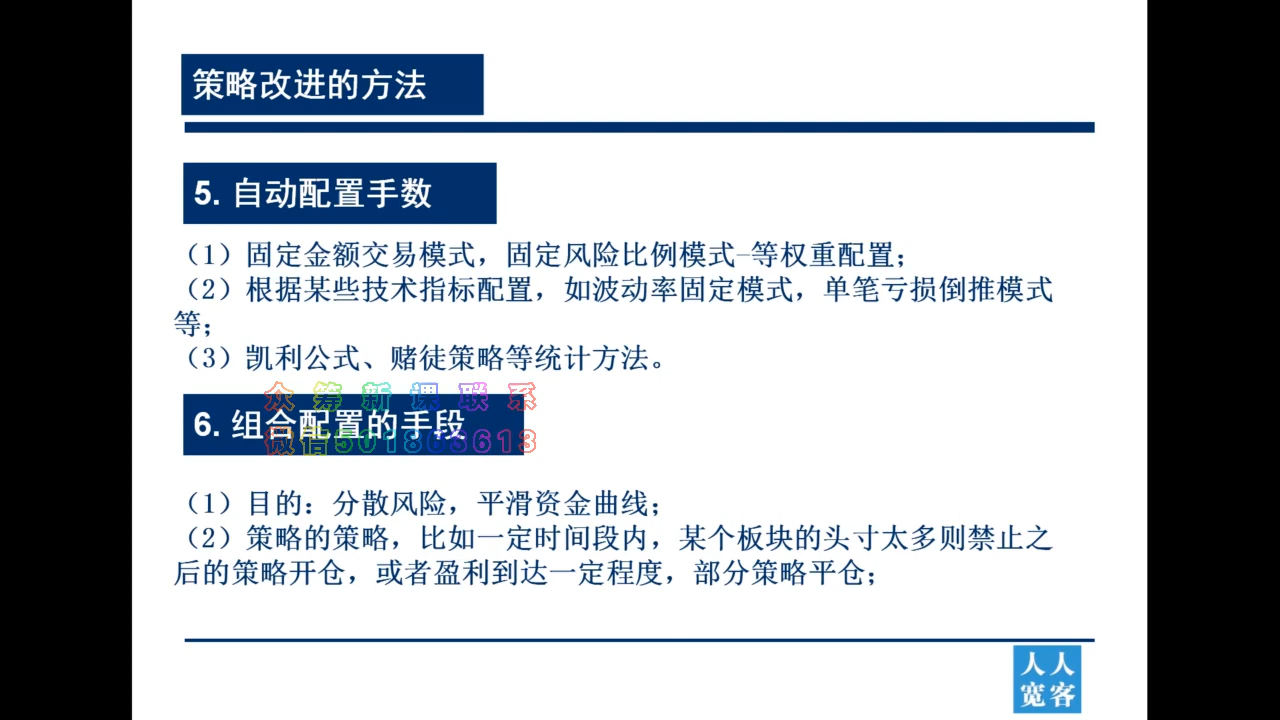 策略改进的方法
5. 自动配置手数
（1）固定金额交易模式，固定风险比例模式-等权重配置；
（2）根据某些技术指标配置，如波动率固定模式，单笔亏损倒推模式
等；
（3）凯利公式、赌徒策略等统计方法。
众筹新课联系
6. 组合配置的手段
微信501863613
（1）目的：分散风险，平滑资金曲线；
（2）策略的策略，比如一定时间段内，某个板块的头寸太多则禁止之
后的策略开仓，或者盈利到达一定程度，部分策略平仓；
人人
宽客